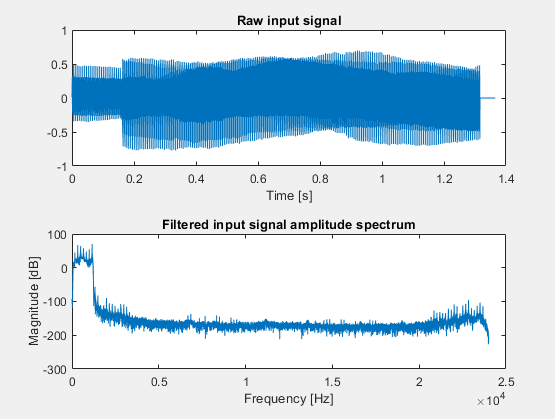 Raw input signal
1
0.5
0
-0.5
-1
0 0.2 0.4 0.6 0.8 1 1.2 1.4
Time [s]
Filtered input signal amplitude spectrum
100
0
-100
-200
-300
Magnitude [dB]
0 0.5 1 1.5 2 2.5
Frequency [Hz] ×10⁴